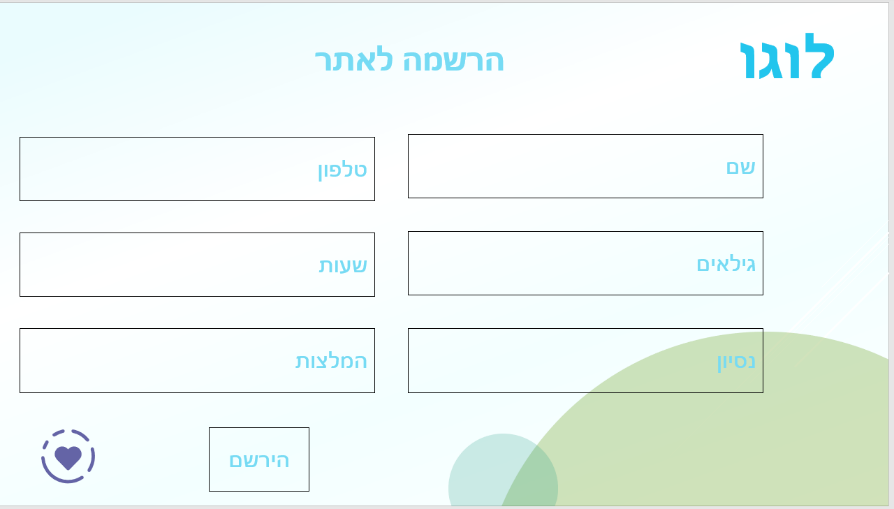 לוגו
הרשמה לאתר
שם
טלפון
גילאים
שעות
נסיון
המלצות
הירשם